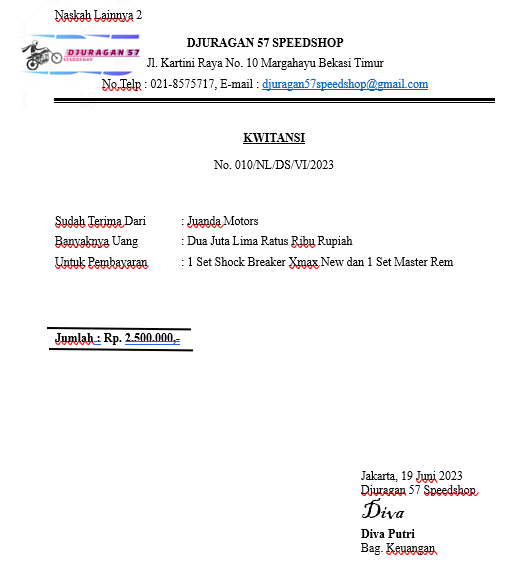 Naskah Lainnya 2
DJURAGAN 57
SPEEDSHOP
DJURAGAN 57 SPEEDSHOP
Jl. Kartini Raya No. 10 Margahayu Bekasi Timur
No.Telp : 021-8575717, E-mail : djuragan57speedshop@gmail.com
KWITANSI
No. 010/NL/DS/VI/2023
Sudah Terima Dari : Juanda Motors
Banyaknya Uang : Dua Juta Lima Ratus Ribu Rupiah
Untuk Pembayaran : 1 Set Shock Breaker Xmax New dan 1 Set Master Rem
Jumlah : Rp. 2.500.000,-
Jakarta, 19 Juni 2023
Djuragan 57 Speedshop
Diva
Diva Putri
Bag. Keuangan